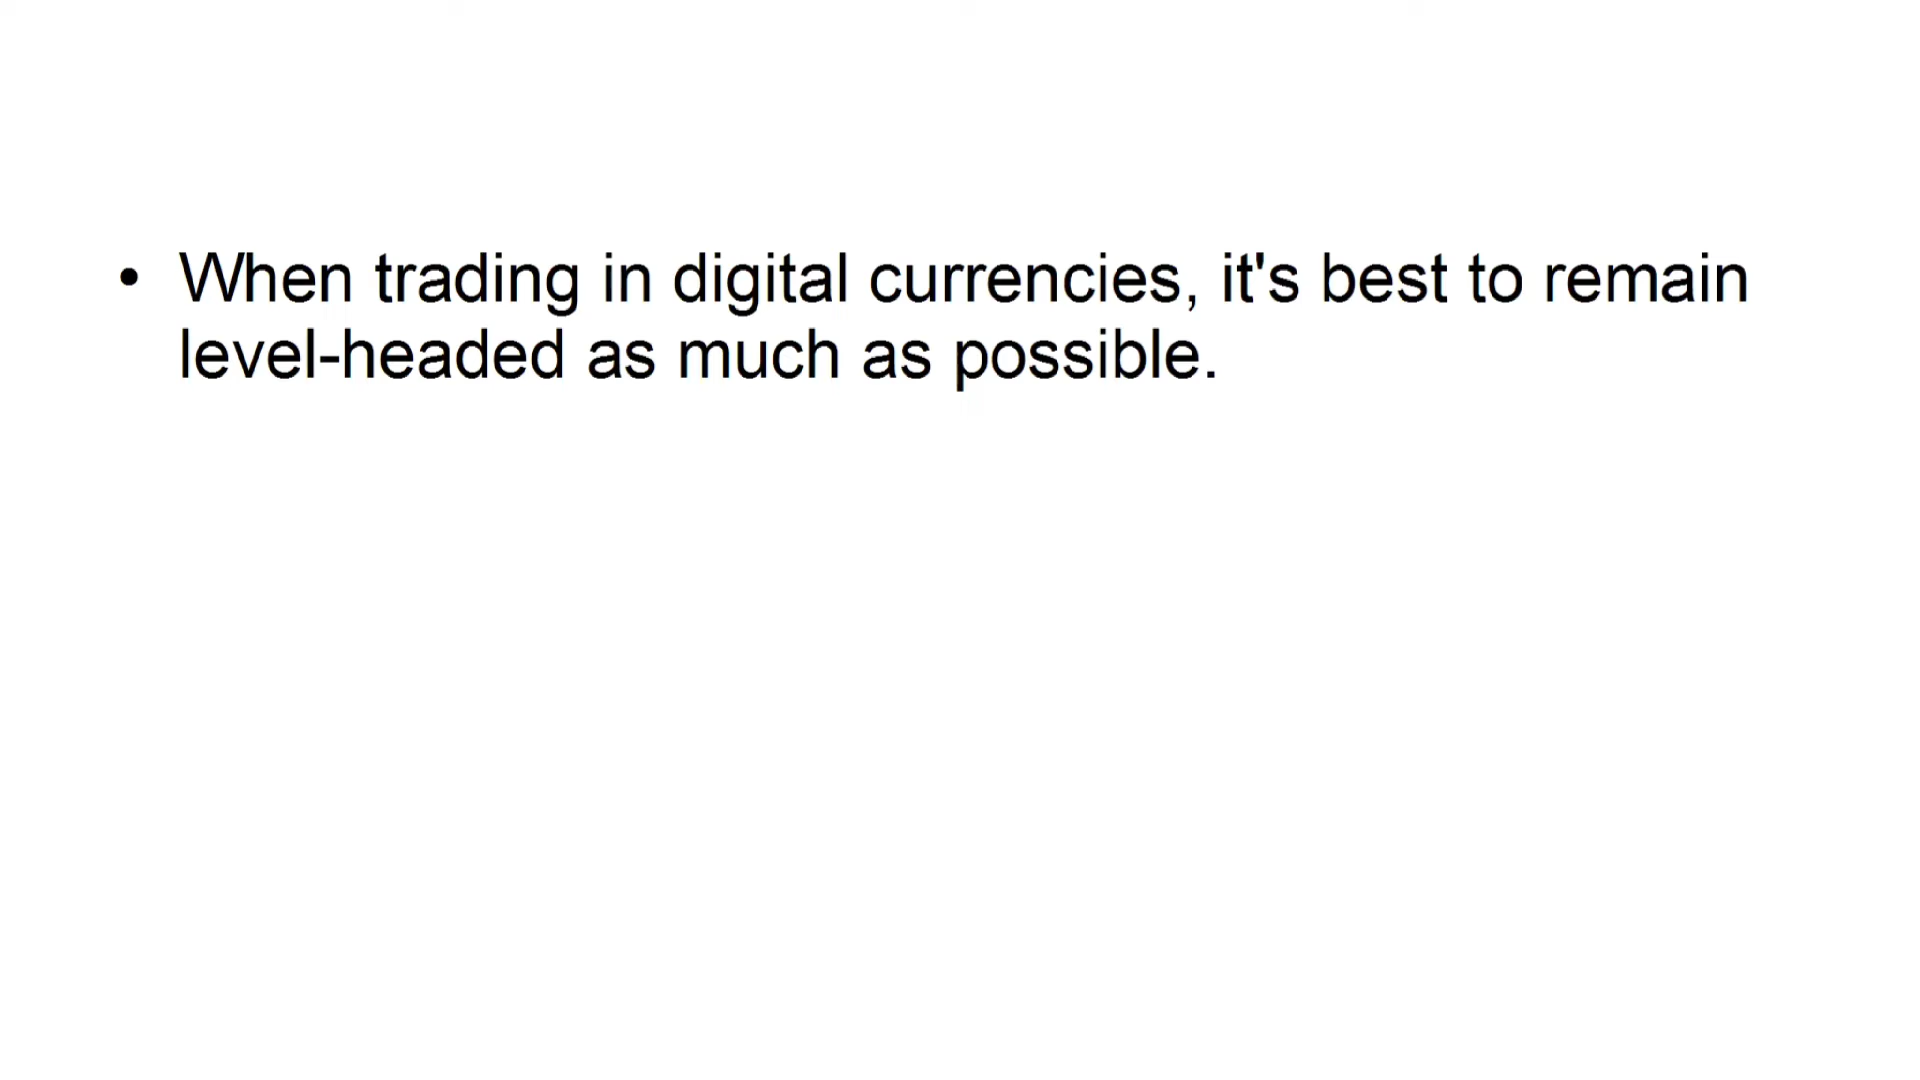 • When trading in digital currencies, it's best to remain
level-headed as much as possible.